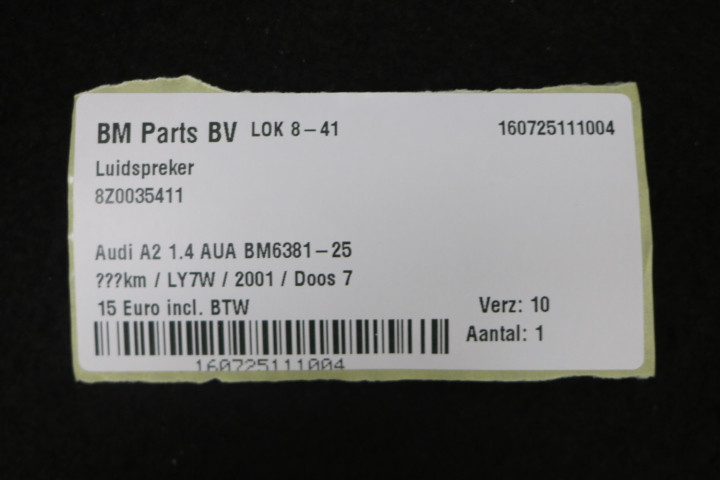 BM Parts BV LOK 8-41 160725111004
Luidspreker
8Z0035411
Audi A2 1.4 AUA BM6381-25
???km / LY7W / 2001 / Doos 7
15 Euro incl. BTW Verz: 10
Aantal: 1
160725111004